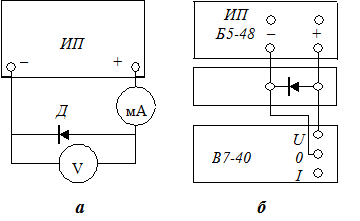 ИП
– +
Д
мА
V
а
ИП
Б5-48
– +
В7-40
U
0
I
б